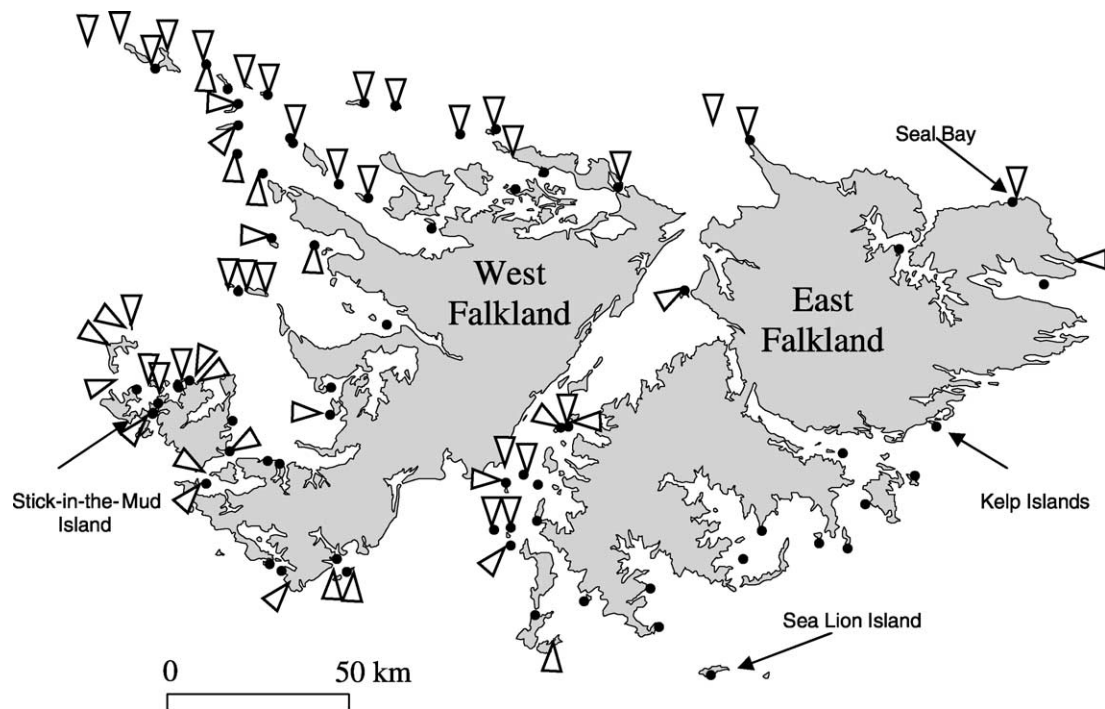 Seal Bay
West
Falkland
East
Falkland
Stick-in-the-Mud
Island
Kelp Islands
Sea Lion Island
0 50 km